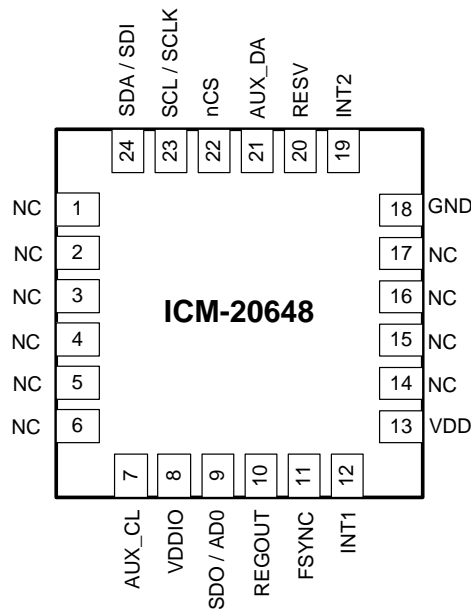 SDA / SDI
SCL / SCLK
nCS
AUX_DA
RESV
INT2
24
23
22
21
20
19
NC 1
NC 2
NC 3
NC 4
NC 5
NC 6
18 GND
17 NC
16 NC
15 NC
14 NC
13 VDD
ICM-20648
7
8
9
10
11
12
AUX_CL
VDDIO
SDO / AD0
REGOUT
FSYNC
INT1